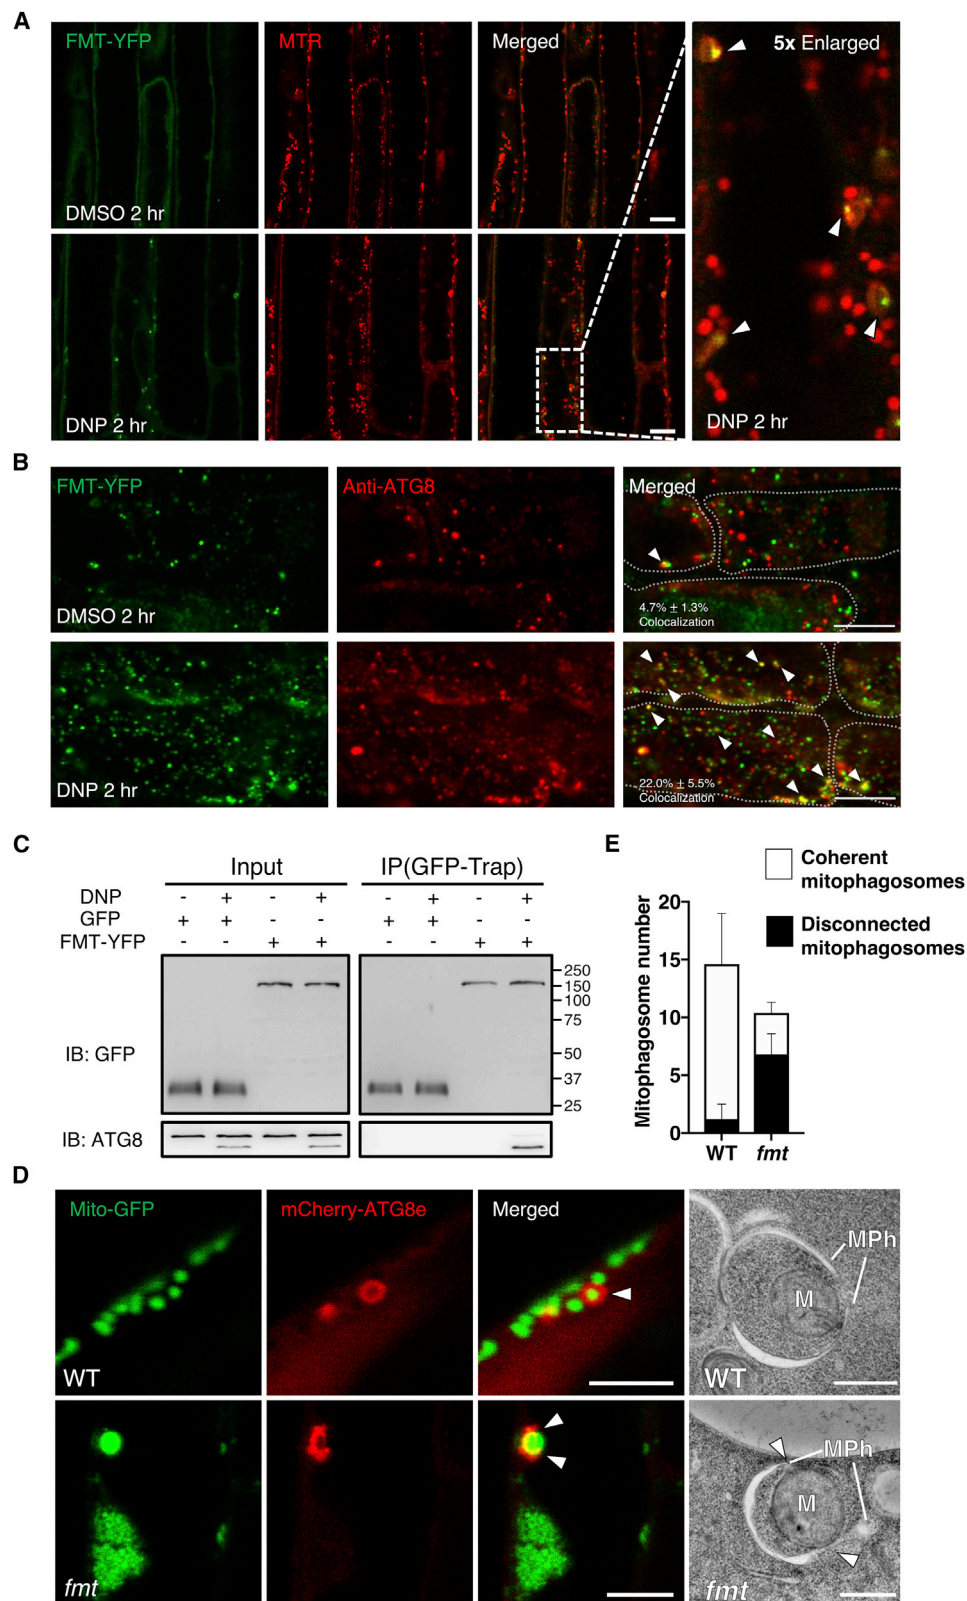 A
FMT-YFP
MTR
Merged
5x Enlarged
DMSO 2 hr
DNP 2 hr
DNP 2 hr
B
FMT-YFP
Anti-ATG8
Merged
DMSO 2 hr
4.7% ± 1.3%
Colocalization
DNP 2 hr
22.0% ± 5.5%
Colocalization
C
Input
IP(GFP-Trap)
DNP - + - + - + - +
GFP + + - - + + - -
FMT-YFP - - + + - - + +
IB: GFP
250
150
100
75
50
37
25
IB: ATG8
E
Coherent
mitophagosomes
Disconnected
mitophagosomes
Mitophagosome number
20
15
10
5
0
WT
fmt
D
Mito-GFP
mCherry-ATG8e
Merged
MPh
M
WT
WT
MPh
M
fmt
fmt